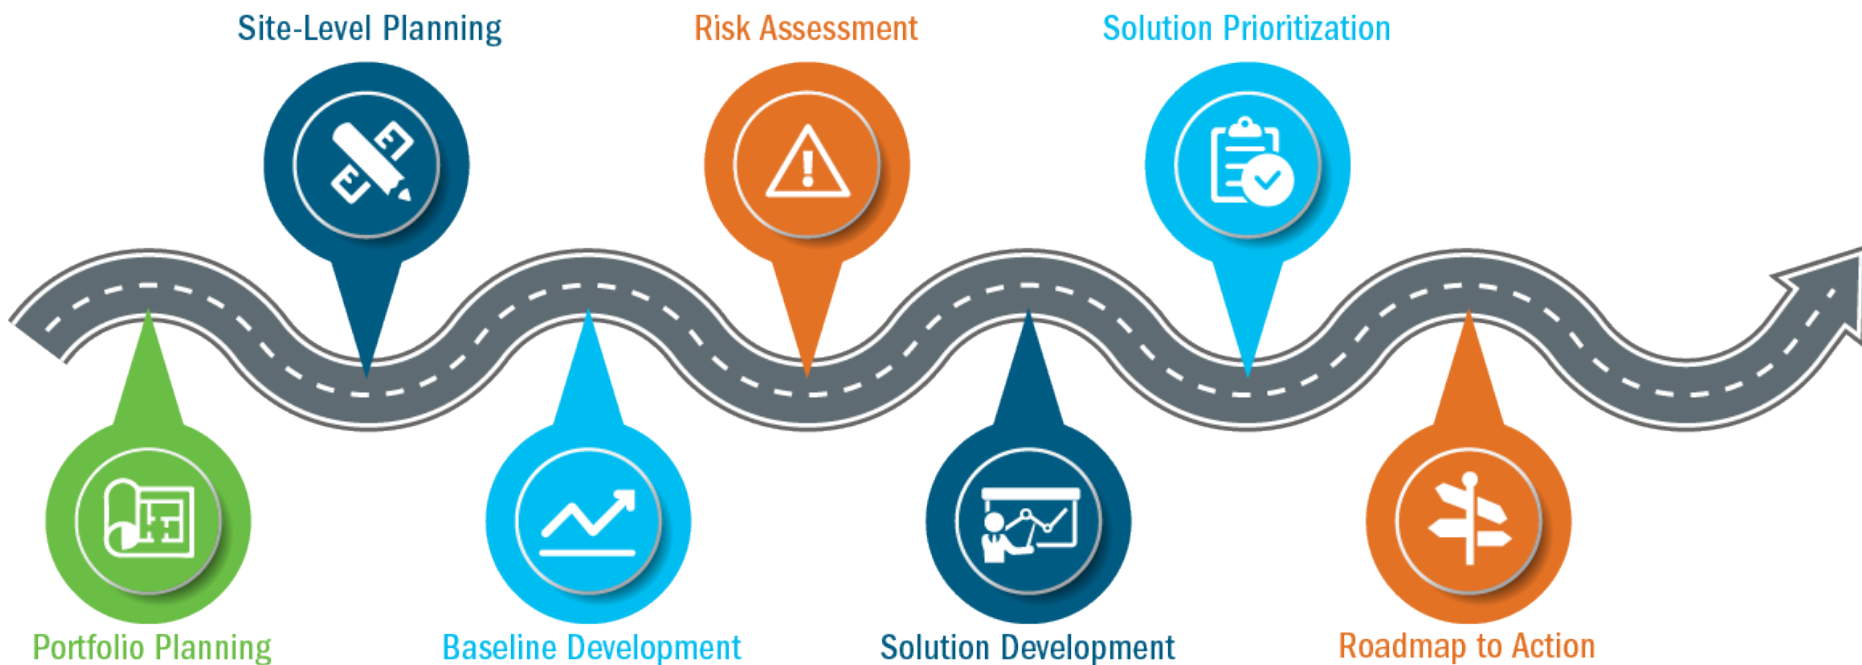 Site-Level Planning
Risk Assessment
Solution Prioritization
Portfolio Planning
Baseline Development
Solution Development
Roadmap to Action